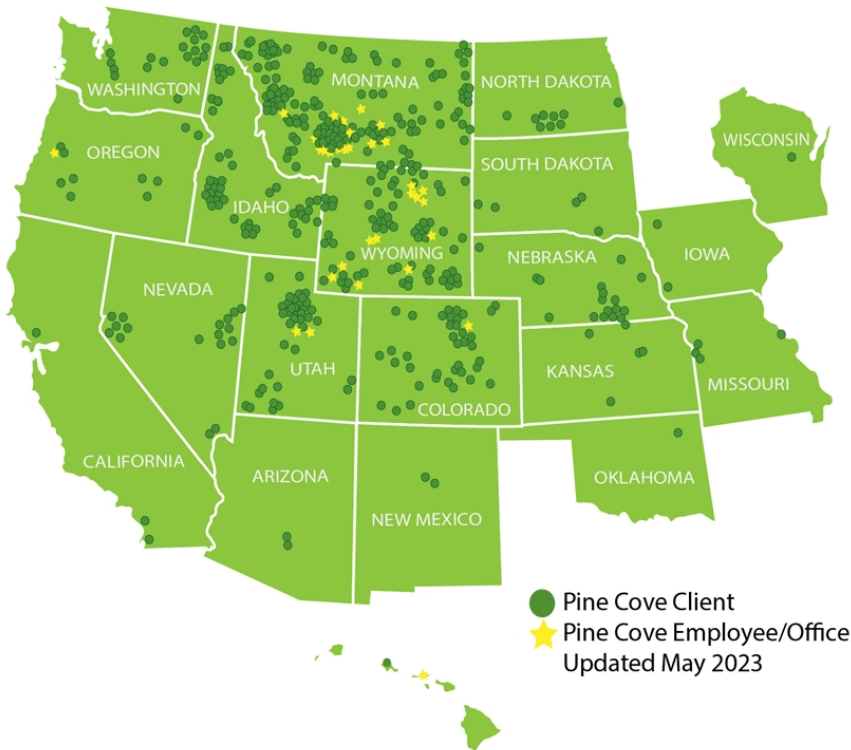 WASHINGTON
MONTANA
NORTH DAKOTA
OREGON
SOUTH DAKOTA
WISCONSIN
IDAHO
WYOMING
NEBRASKA
IOWA
NEVADA
UTAH
COLORADO
KANSAS
MISSOURI
CALIFORNIA
ARIZONA
NEW MEXICO
OKLAHOMA
Pine Cove Client
Pine Cove Employee/Office
Updated May 2023